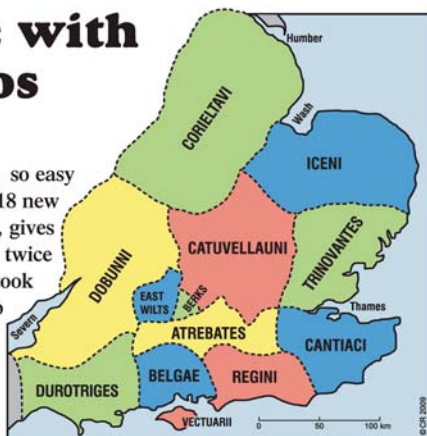 with
os
so easy
18 new
, gives
twice
ook
Humber
Wash
CORIELTAVI
ICENI
CATUVELLAUNI
TRINOVANTES
DOBUNNI
EAST
WILTS
BERKS
Severn
Thames
ATREBATES
CANTIACI
DUROTRIGES
BELGAE
REGINI
VECTUARII
0 50 100 km
© CR 2009